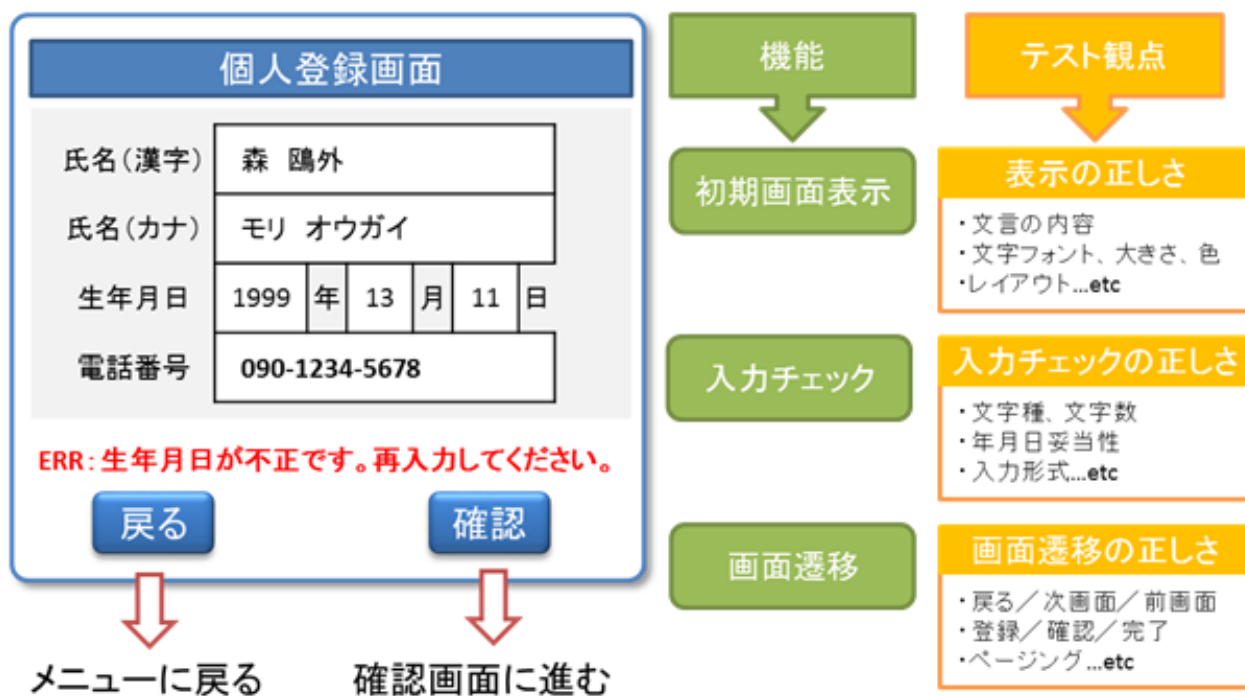 個人登録画面
氏名(漢字) 森 鷗外
氏名(カナ) モリ オウガイ
生年月日 1999 年 13 月 11 日
電話番号 090-1234-5678
ERR:生年月日が不正です。再入力してください。
戻る 確認
メニューに戻る 確認画面に進む
機能
初期画面表示
入力チェック
画面遷移
テスト観点
表示の正しさ
・文言の内容
・文字フォント、大きさ、色
・レイアウト...etc
入力チェックの正しさ
・文字種、文字数
・年月日妥当性
・入力形式...etc
画面遷移の正しさ
・戻る/次画面/前画面
・登録/確認/完了
・ページング...etc